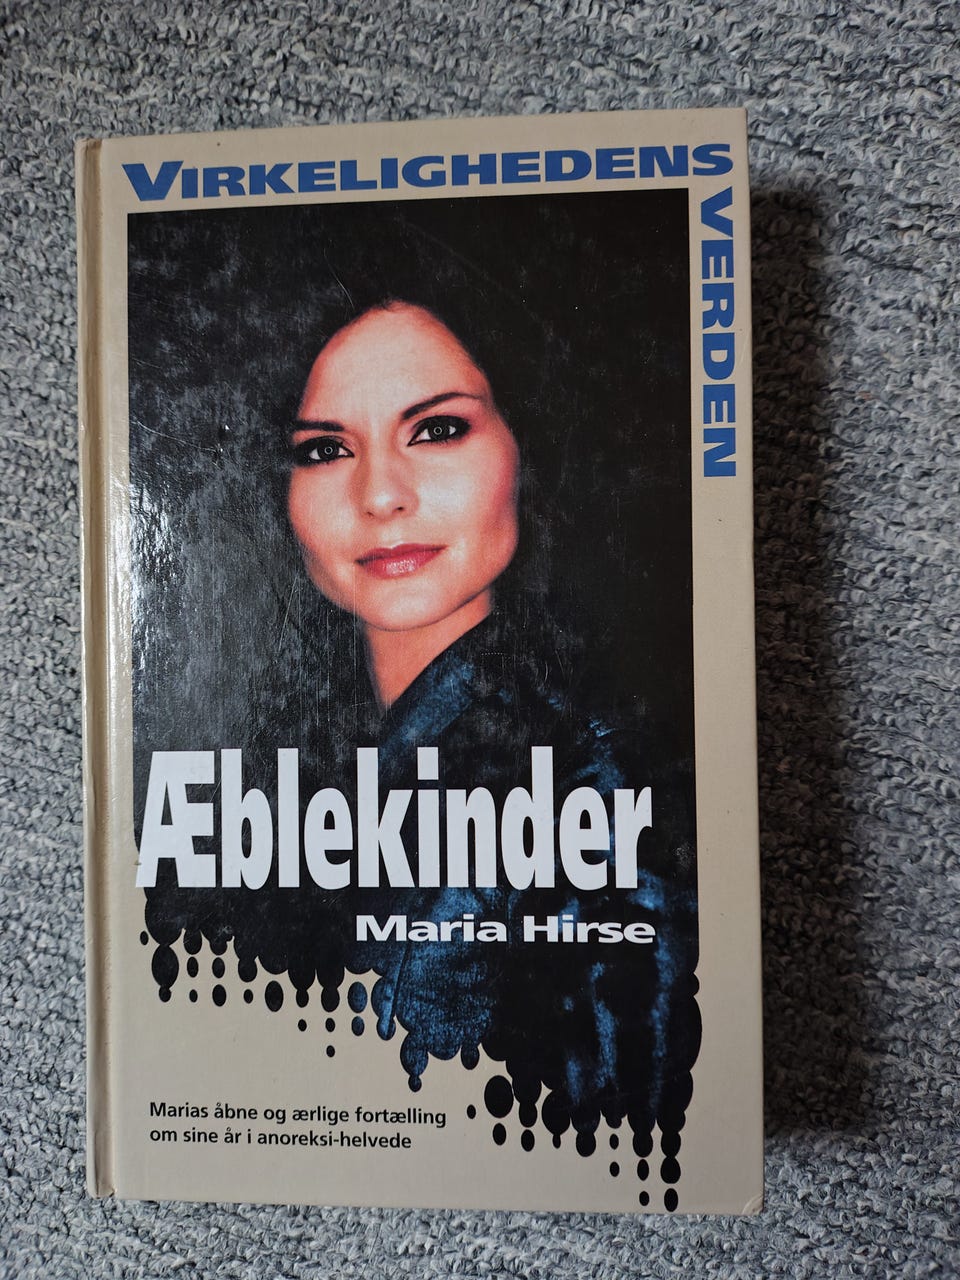 VIRKELIGHEDENS
VERDEN
Æblekinder
Maria Hirse
Marias åbne og ærlige fortælling
om sine år i anoreksi-helvede